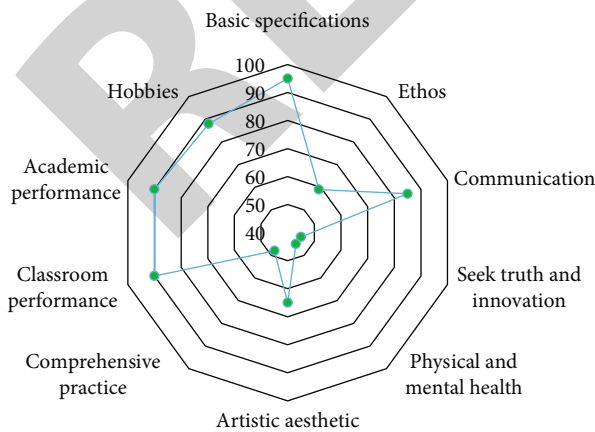 Basic specifications
100
90
80
70
60
50
40
Hobbies
Ethos
Academic
performance
Communication
Classroom
performance
Seek truth and
innovation
Comprehensive
practice
Physical and
mental health
Artistic aesthetic